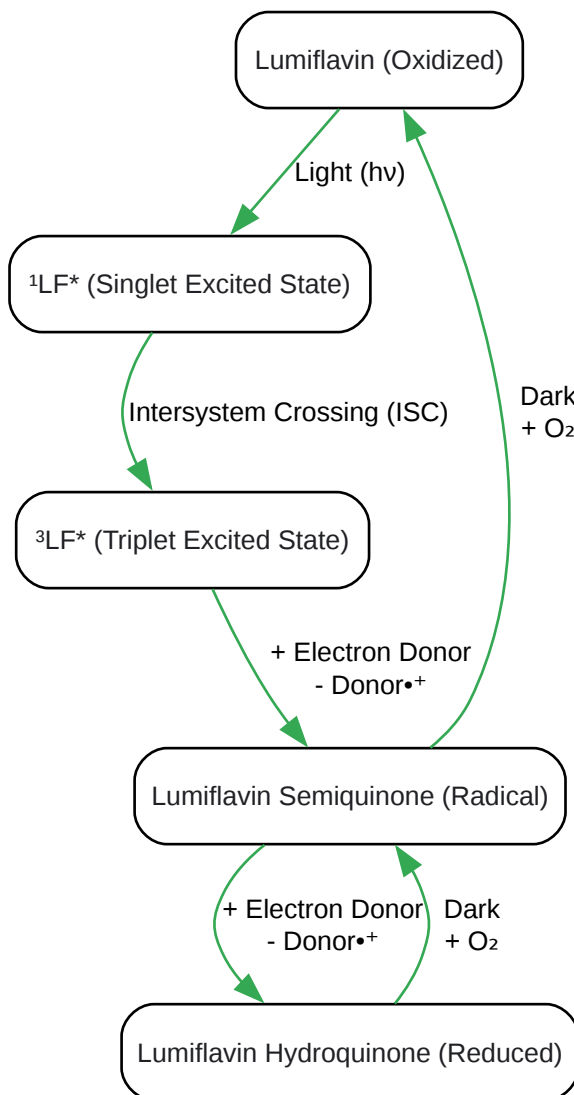 Lumiflavin (Oxidized)
Light (hν)
¹LF* (Singlet Excited State)
Intersystem Crossing (ISC)
Dark
+ O₂
³LF* (Triplet Excited State)
+ Electron Donor
- Donor•⁺
Lumiflavin Semiquinone (Radical)
+ Electron Donor
- Donor•⁺
Dark
+ O₂
Lumiflavin Hydroquinone (Reduced)